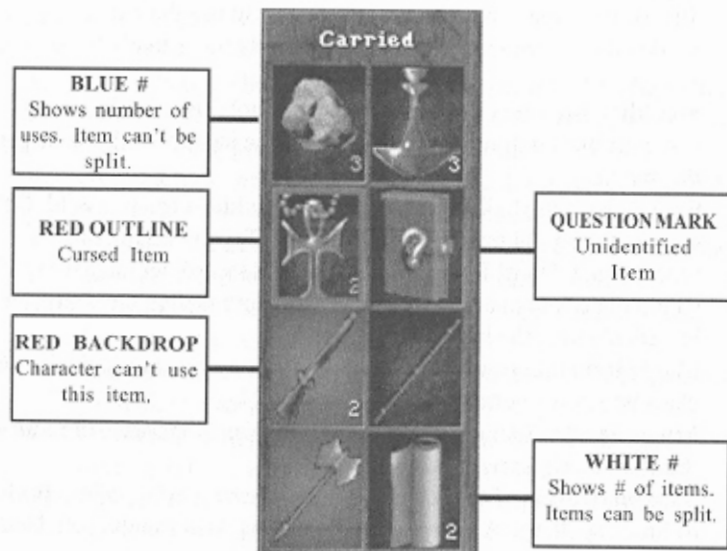 Carried
BLUE #
Shows number of
uses. Item can't be
split.
3
3
RED OUTLINE
Cursed Item
2
?
QUESTION MARK
Unidentified
Item
RED BACKDROP
Character can't use
this item.
2
2
WHITE #
Shows # of items.
Items can be split.